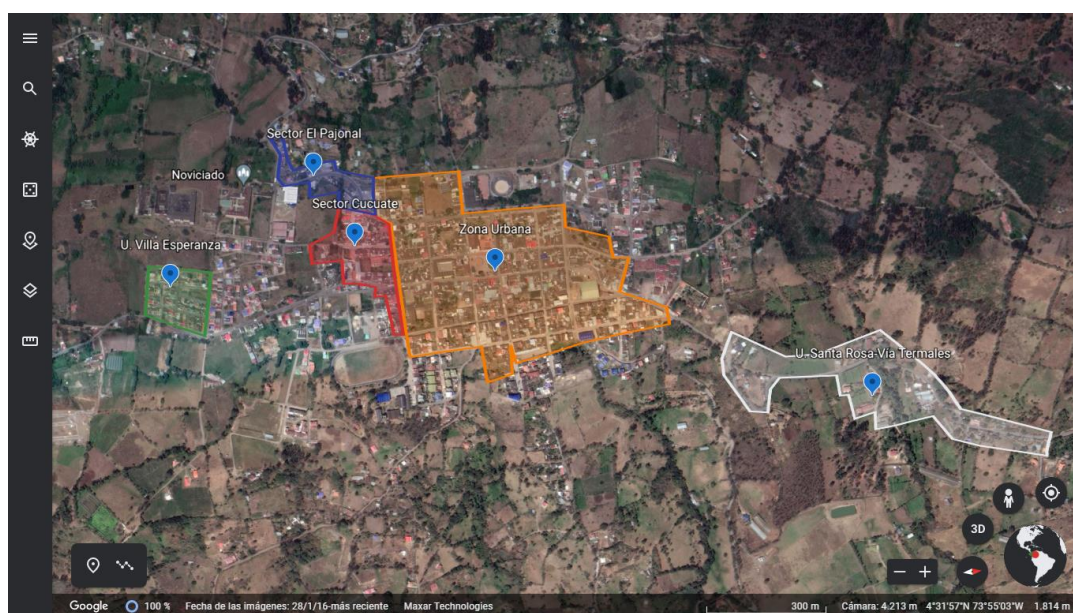 Sector El Pajonal
Noviciado
Sector Cucuate
Zona Urbana
U. Villa Esperanza
U. Santa Rosa-Vía Termales
3D
Google
100 %
Fecha de las imágenes: 28/1/16-más reciente
Maxar Technologies
300 m
Cámara: 4.213 m
4°31'57"N 73°55'03"W
1.814 m